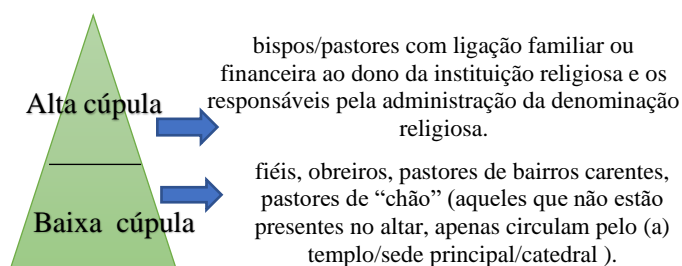 Alta cúpula
bispos/pastores com ligação familiar ou
financeira ao dono da instituição religiosa e os
responsáveis pela administração da denominação
religiosa.
Baixa cúpula
fiéis, obreiros, pastores de bairros carentes,
pastores de “chão” (aqueles que não estão
presentes no altar, apenas circulam pelo (a)
templo/sede principal/catedral ).